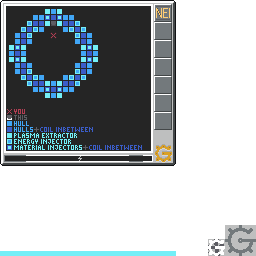 NEI
X YOU
THIS
HULL
HULLS+COIL INBETWEEN
PLASMA EXTRACTOR
ENERGY INJECTOR
MATERIAL INJECTORS+COIL INBETWEEN